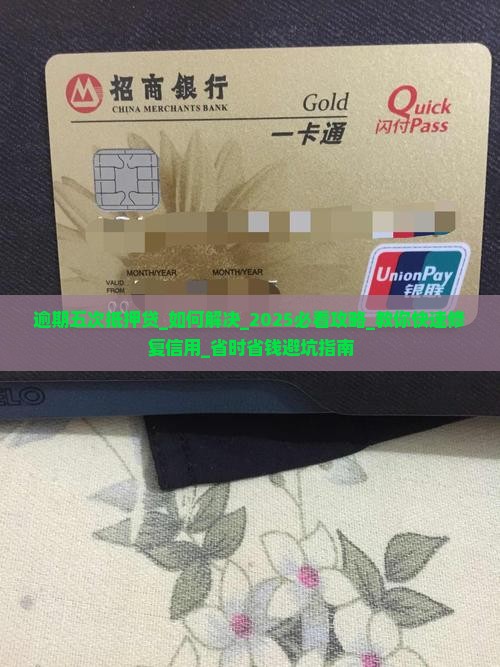 招商銀行
CHINA MERCHANTS BANK
Gold
一卡通
Quick
闪付Pass
MONTH/YEAR MONTH/YEAR
VALID
FROM
UnionPay
银联
逾期五次抵押贷_如何解决_2025必看攻略_教你快速修
复信用_省时省钱避坑指南
ELO